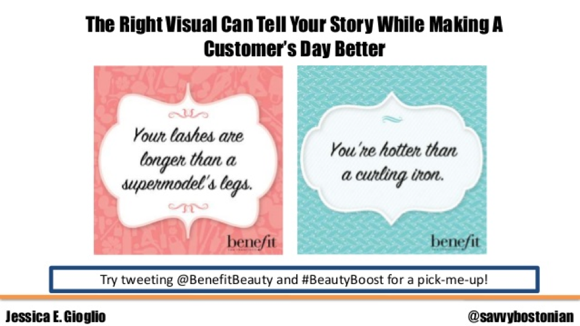 The Right Visual Can Tell Your Story While Making A
Customer's Day Better
Your lashes are
longer than a
supermodel's legs.
benefit
You're hotter than
a curling iron.
benefit
Try tweeting @BenefitBeauty and #BeautyBoost for a pick-me-up!
Jessica E. Gioglio
@savvybostonian